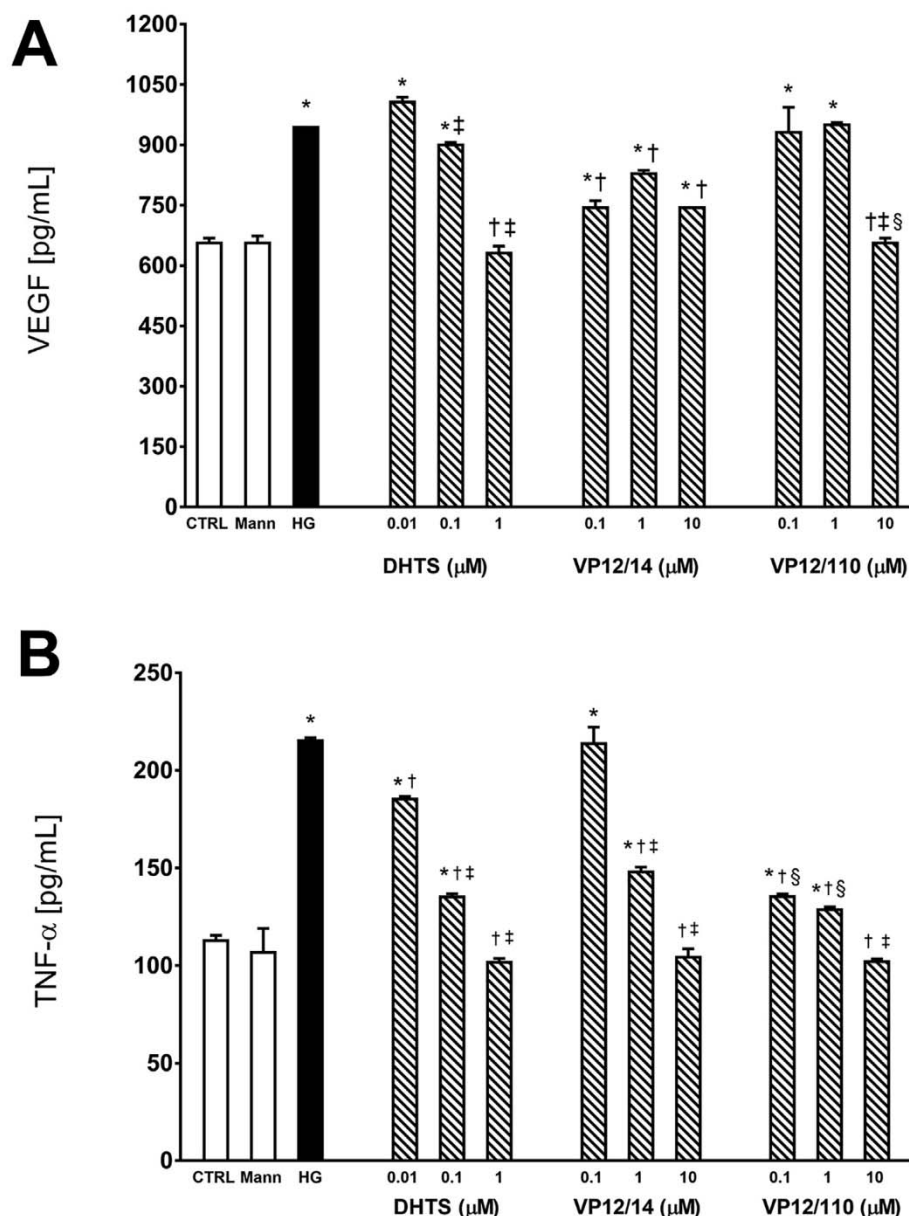 A
VEGF [pg/mL]
1200
1050
900
750
600
450
300
150
0
* * *‡ †‡ *† *† *† * * †‡§
CTRL Mann HG 0.01 0.1 1 0.1 1 10 0.1 1 10
DHTS (μM) VP12/14 (μM) VP12/110 (μM)
B
TNF-α [pg/mL]
250
200
150
100
50
0
* *† *†‡ †‡ * *†‡ †‡ *†§ *†§ †‡
CTRL Mann HG 0.01 0.1 1 0.1 1 10 0.1 1 10
DHTS (μM) VP12/14 (μM) VP12/110 (μM)